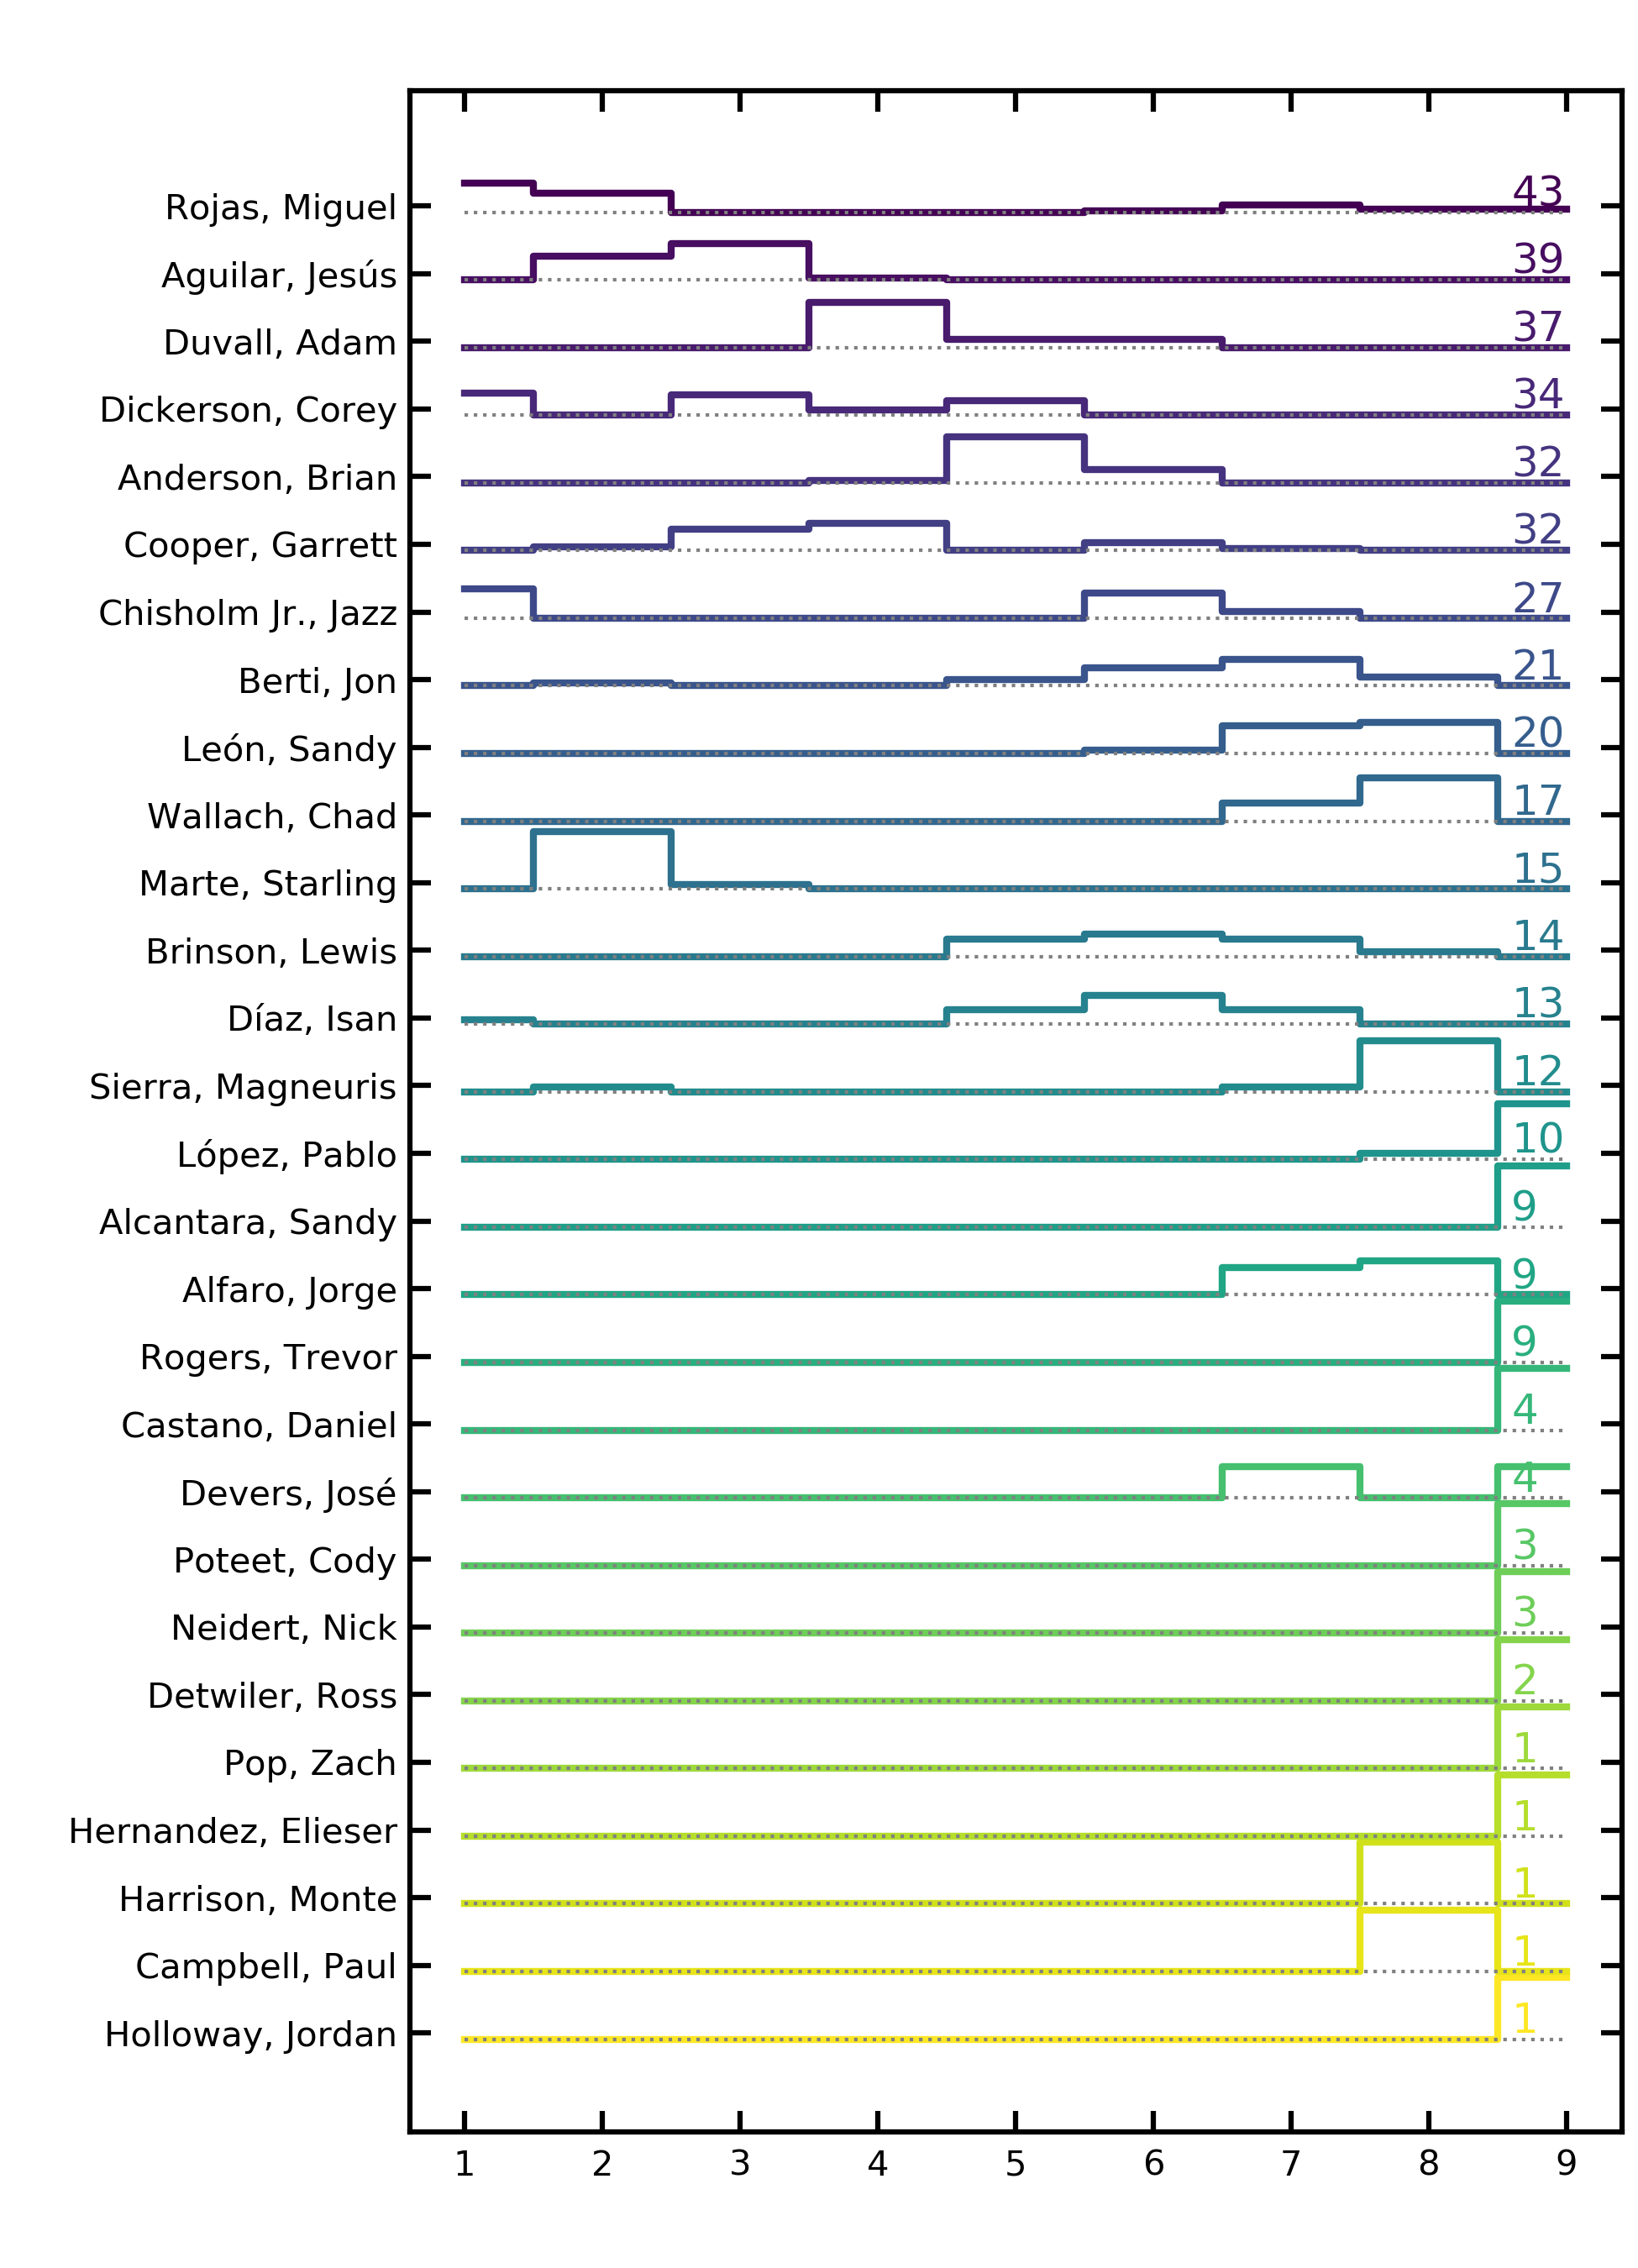 Rojas, Miguel 43
Aguilar, Jesús 39
Duvall, Adam 37
Dickerson, Corey 34
Anderson, Brian 32
Cooper, Garrett 32
Chisholm Jr., Jazz 27
Berti, Jon 21
León, Sandy 20
Wallach, Chad 17
Marte, Starling 15
Brinson, Lewis 14
Díaz, Isan 13
Sierra, Magneuris 12
López, Pablo 10
Alcantara, Sandy 9
Alfaro, Jorge 9
Rogers, Trevor 9
Castano, Daniel 4
Devers, José 4
Poteet, Cody 3
Neidert, Nick 3
Detwiler, Ross 2
Pop, Zach 1
Hernandez, Elieser 1
Harrison, Monte 1
Campbell, Paul 1
Holloway, Jordan 1
1 2 3 4 5 6 7 8 9